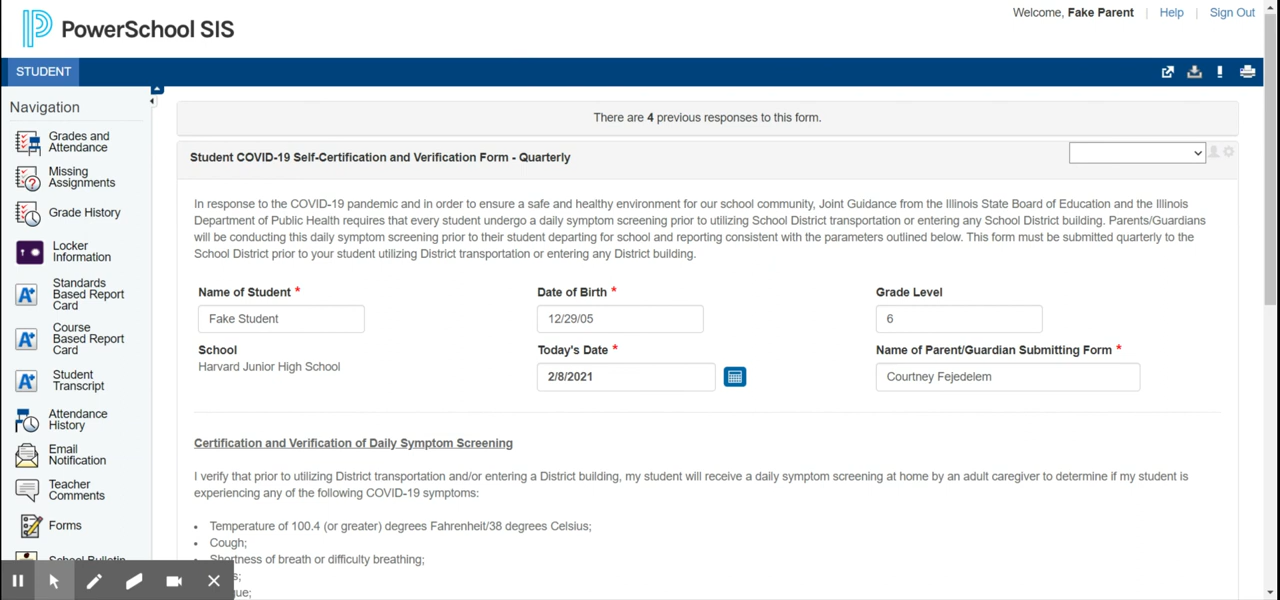 PowerSchool SIS
Welcome, Fake Parent | Help | Sign Out
STUDENT
Navigation
Grades and
Attendance
Missing
Assignments
Grade History
Locker
Information
Standards
Based Report
Card
Course
Based Report
Card
Student
Transcript
Attendance
History
Email
Notification
Teacher
Comments
Forms
School Bulletin
There are 4 previous responses to this form.
Student COVID-19 Self-Certification and Verification Form - Quarterly
In response to the COVID-19 pandemic and in order to ensure a safe and healthy environment for our school community, Joint Guidance from the Illinois State Board of Education and the Illinois
Department of Public Health requires that every student undergo a daily symptom screening prior to utilizing School District transportation or entering any School District building. Parents/Guardians
will be conducting this daily symptom screening prior to their student departing for school and reporting consistent with the parameters outlined below. This form must be submitted quarterly to the
School District prior to your student utilizing District transportation or entering any District building.
Name of Student * Date of Birth * Grade Level
Fake Student 12/29/05 6
School Today's Date * Name of Parent/Guardian Submitting Form *
Harvard Junior High School 2/8/2021 Courtney Fejedelem
Certification and Verification of Daily Symptom Screening
I verify that prior to utilizing District transportation and/or entering a District building, my student will receive a daily symptom screening at home by an adult caregiver to determine if my student is
experiencing any of the following COVID-19 symptoms:
• Temperature of 100.4 (or greater) degrees Fahrenheit/38 degrees Celsius;
• Cough;
• Shortness of breath or difficulty breathing;